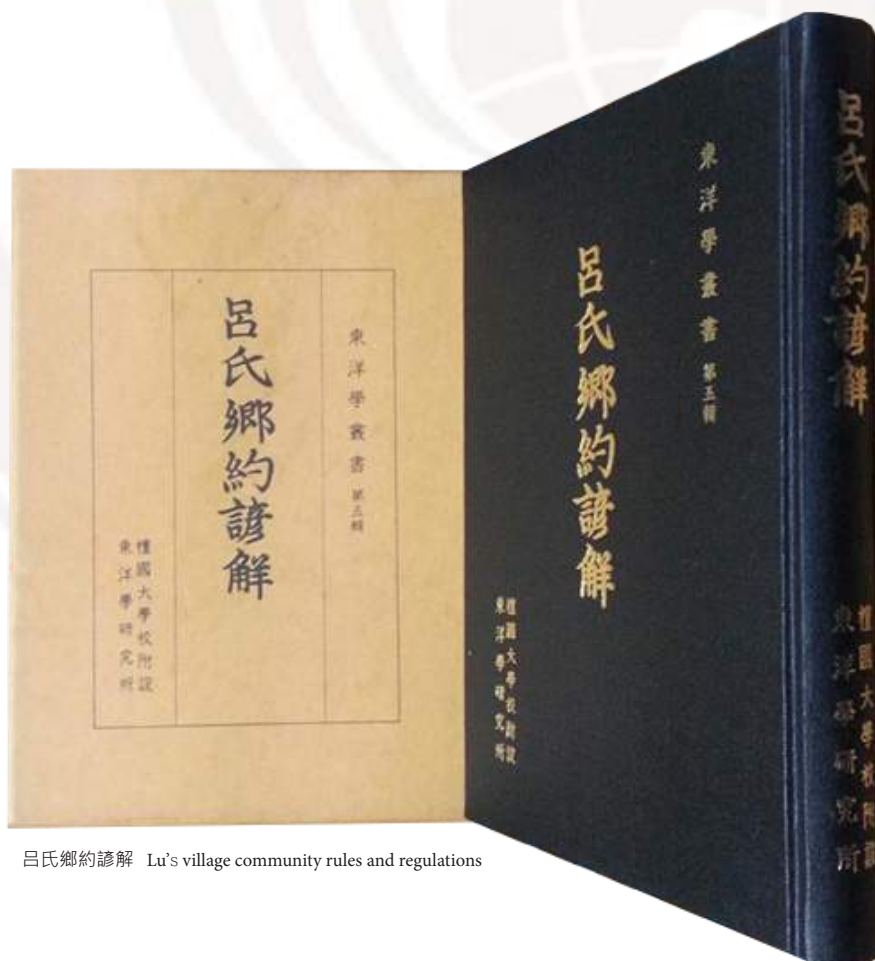 東洋學叢書 第五輯
呂氏鄕約諺解
檀國大學校附設
東洋學研究所
東洋學叢書 第五輯
呂氏鄕約諺解
檀國大學校附設
東洋學研究所
呂氏鄕約諺解
檀國大學校附設
東洋學研究所
呂氏鄉約諺解 Lu's village community rules and regulations